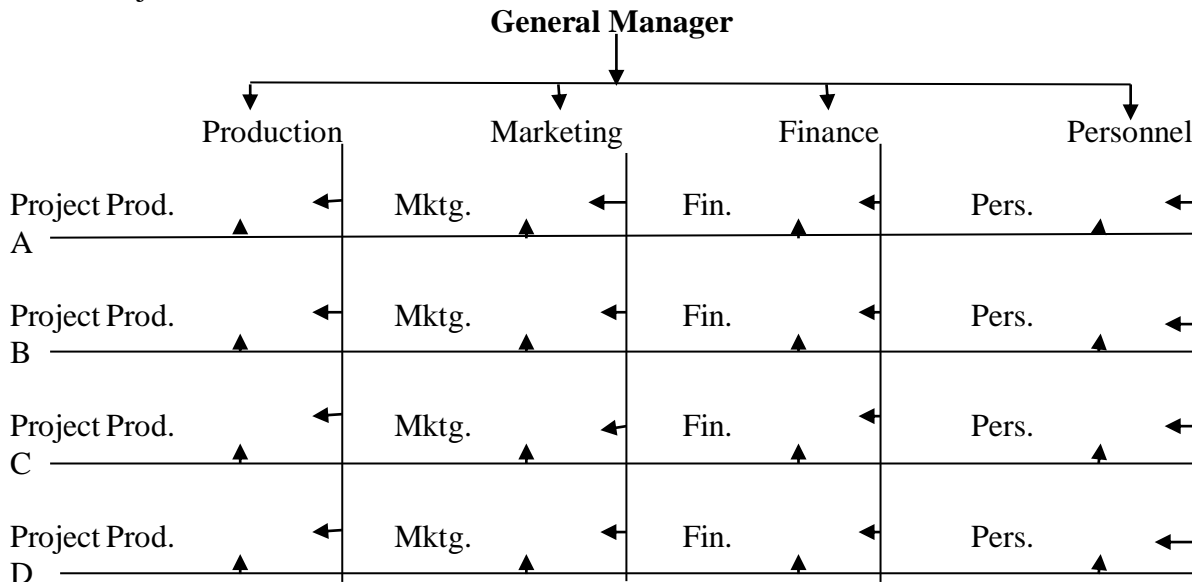 General Manager
Production Marketing Finance Personnel
Project Prod. Mktg. Fin. Pers.
A
Project Prod. Mktg. Fin. Pers.
B
Project Prod. Mktg. Fin. Pers.
C
Project Prod. Mktg. Fin. Pers.
D